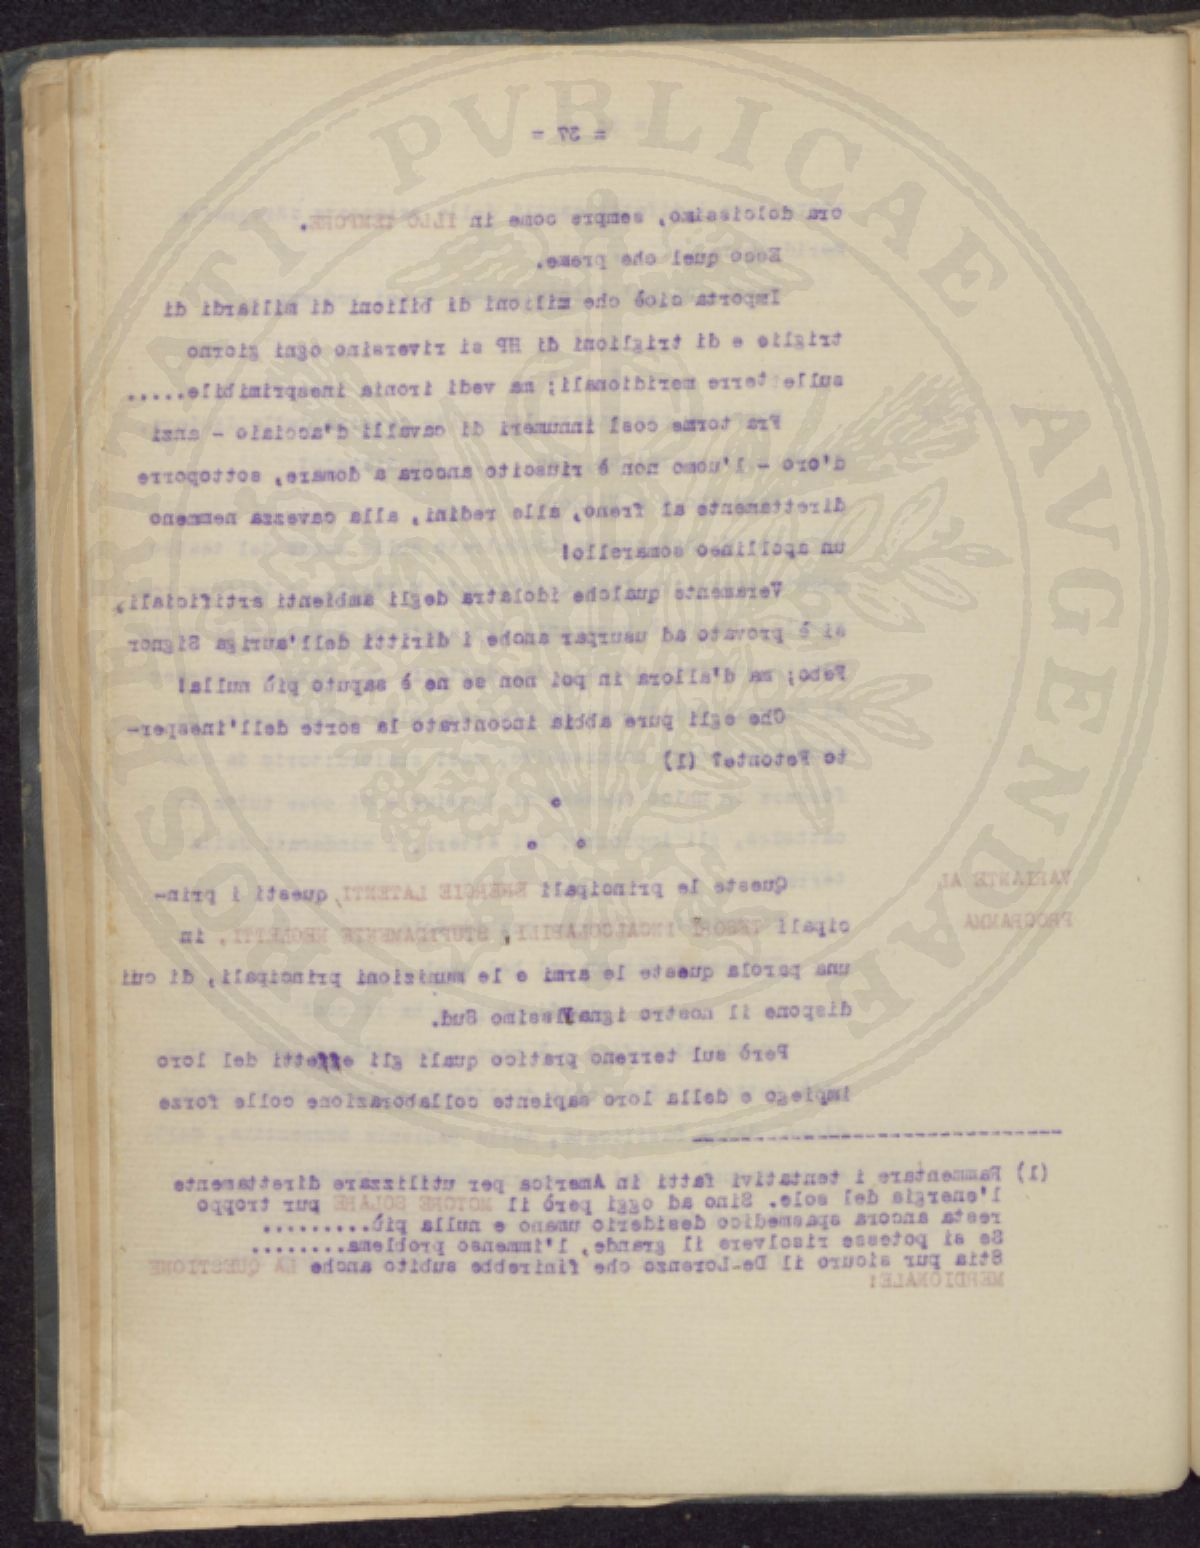 = 37 =
ora dolcissimo, sempre come in ILLO TEMPORE.
Ecco quel che preme.
Importa cioè che milioni di bilioni di miliardi di
triglie e di triglioni di HP si riversino ogni giorno
sulle terre meridionali; ma vedi ironia inesprimibile.....
Fra torme così innumeri di cavalli d'acciaio - anzi
d'oro - l'uomo non è riuscito ancora a domare, sottoporre
direttamente al freno, alle redini, alla cavezza nemmeno
un apollineo somarello!
Veramente qualche idolatra degli ambienti artificiali,
si è provato ad usurpar anche i diritti dell'auriga Signor
Febo; ma d'allora in poi non se ne è saputo più nulla!
Che egli pure abbia incontrato la sorte dell'inesper-
to Fetonte? (1)
VARIANTE AL
PROGRAMMA
Queste le principali ENERGIE LATENTI, questi i prin-
cipali TESORI INCALCOLABILI, STUPIDAMENTE NEGLETTI, in
una parola queste le armi e le munizioni principali, di cui
dispone il nostro ignarissimo Sud.
Però sul terreno pratico quali gli effetti del loro
impiego e della loro sapiente collaborazione colle forze
(1) Rammentare i tentativi fatti in America per utilizzare direttamente
l'energia del sole. Sino ad oggi però il MOTORE SOLARE pur troppo
resta ancora spasmodico desiderio umano e nulla più.........
Se si potesse risolvere il grande, l'immenso problema........
Stia pur sicuro il De-Lorenzo che finirebbe subito anche LA QUESTIONE
MERDIONALE!
PROSPERITATI PVBLICAE AVGENDAE